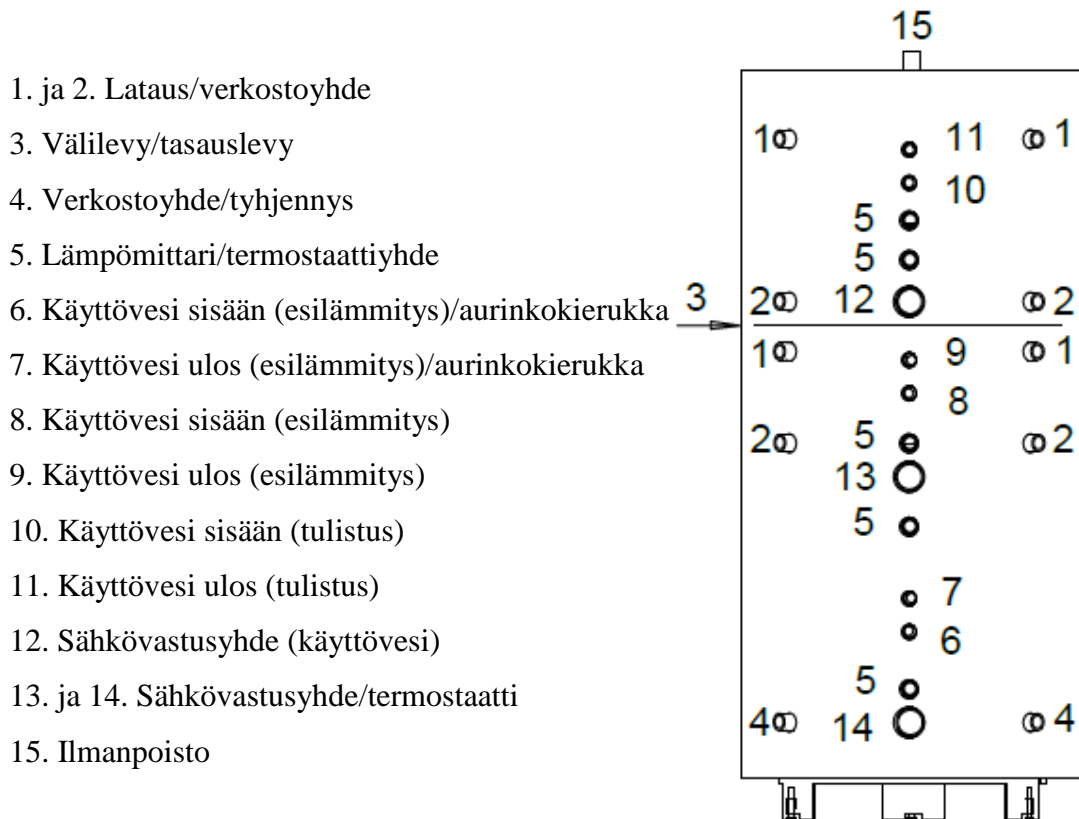 15
1. ja 2. Lataus/verkostoyhde
3. Välilevy/tasauslevy
4. Verkostoyhde/tyhjennys
5. Lämpömittari/termostaattiyhde
6. Käyttövesi sisään (esilämmitys)/aurinkokierukka
7. Käyttövesi ulos (esilämmitys)/aurinkokierukka
8. Käyttövesi sisään (esilämmitys)
9. Käyttövesi ulos (esilämmitys)
10. Käyttövesi sisään (tulistus)
11. Käyttövesi ulos (tulistus)
12. Sähkövastusyhde (käyttövesi)
13. ja 14. Sähkövastusyhde/termostaatti
15. Ilmanpoisto
1 11 1
10
5
5
3 2 12 2
1 9 1
8
2 5 2
13
5
7
6
5
4 14 4